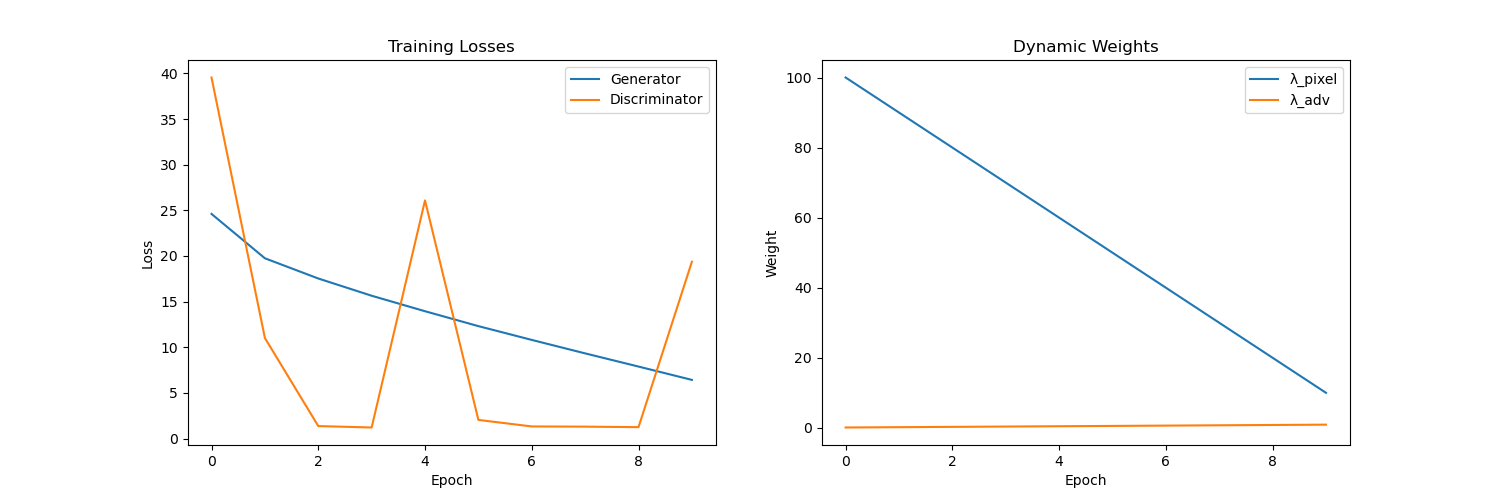 Training Losses
Generator
Discriminator
40
35
30
25
20
15
10
5
0
Loss
0 2 4 6 8
Epoch
Dynamic Weights
λ_pixel
λ_adv
100
80
60
40
20
0
Weight
0 2 4 6 8
Epoch